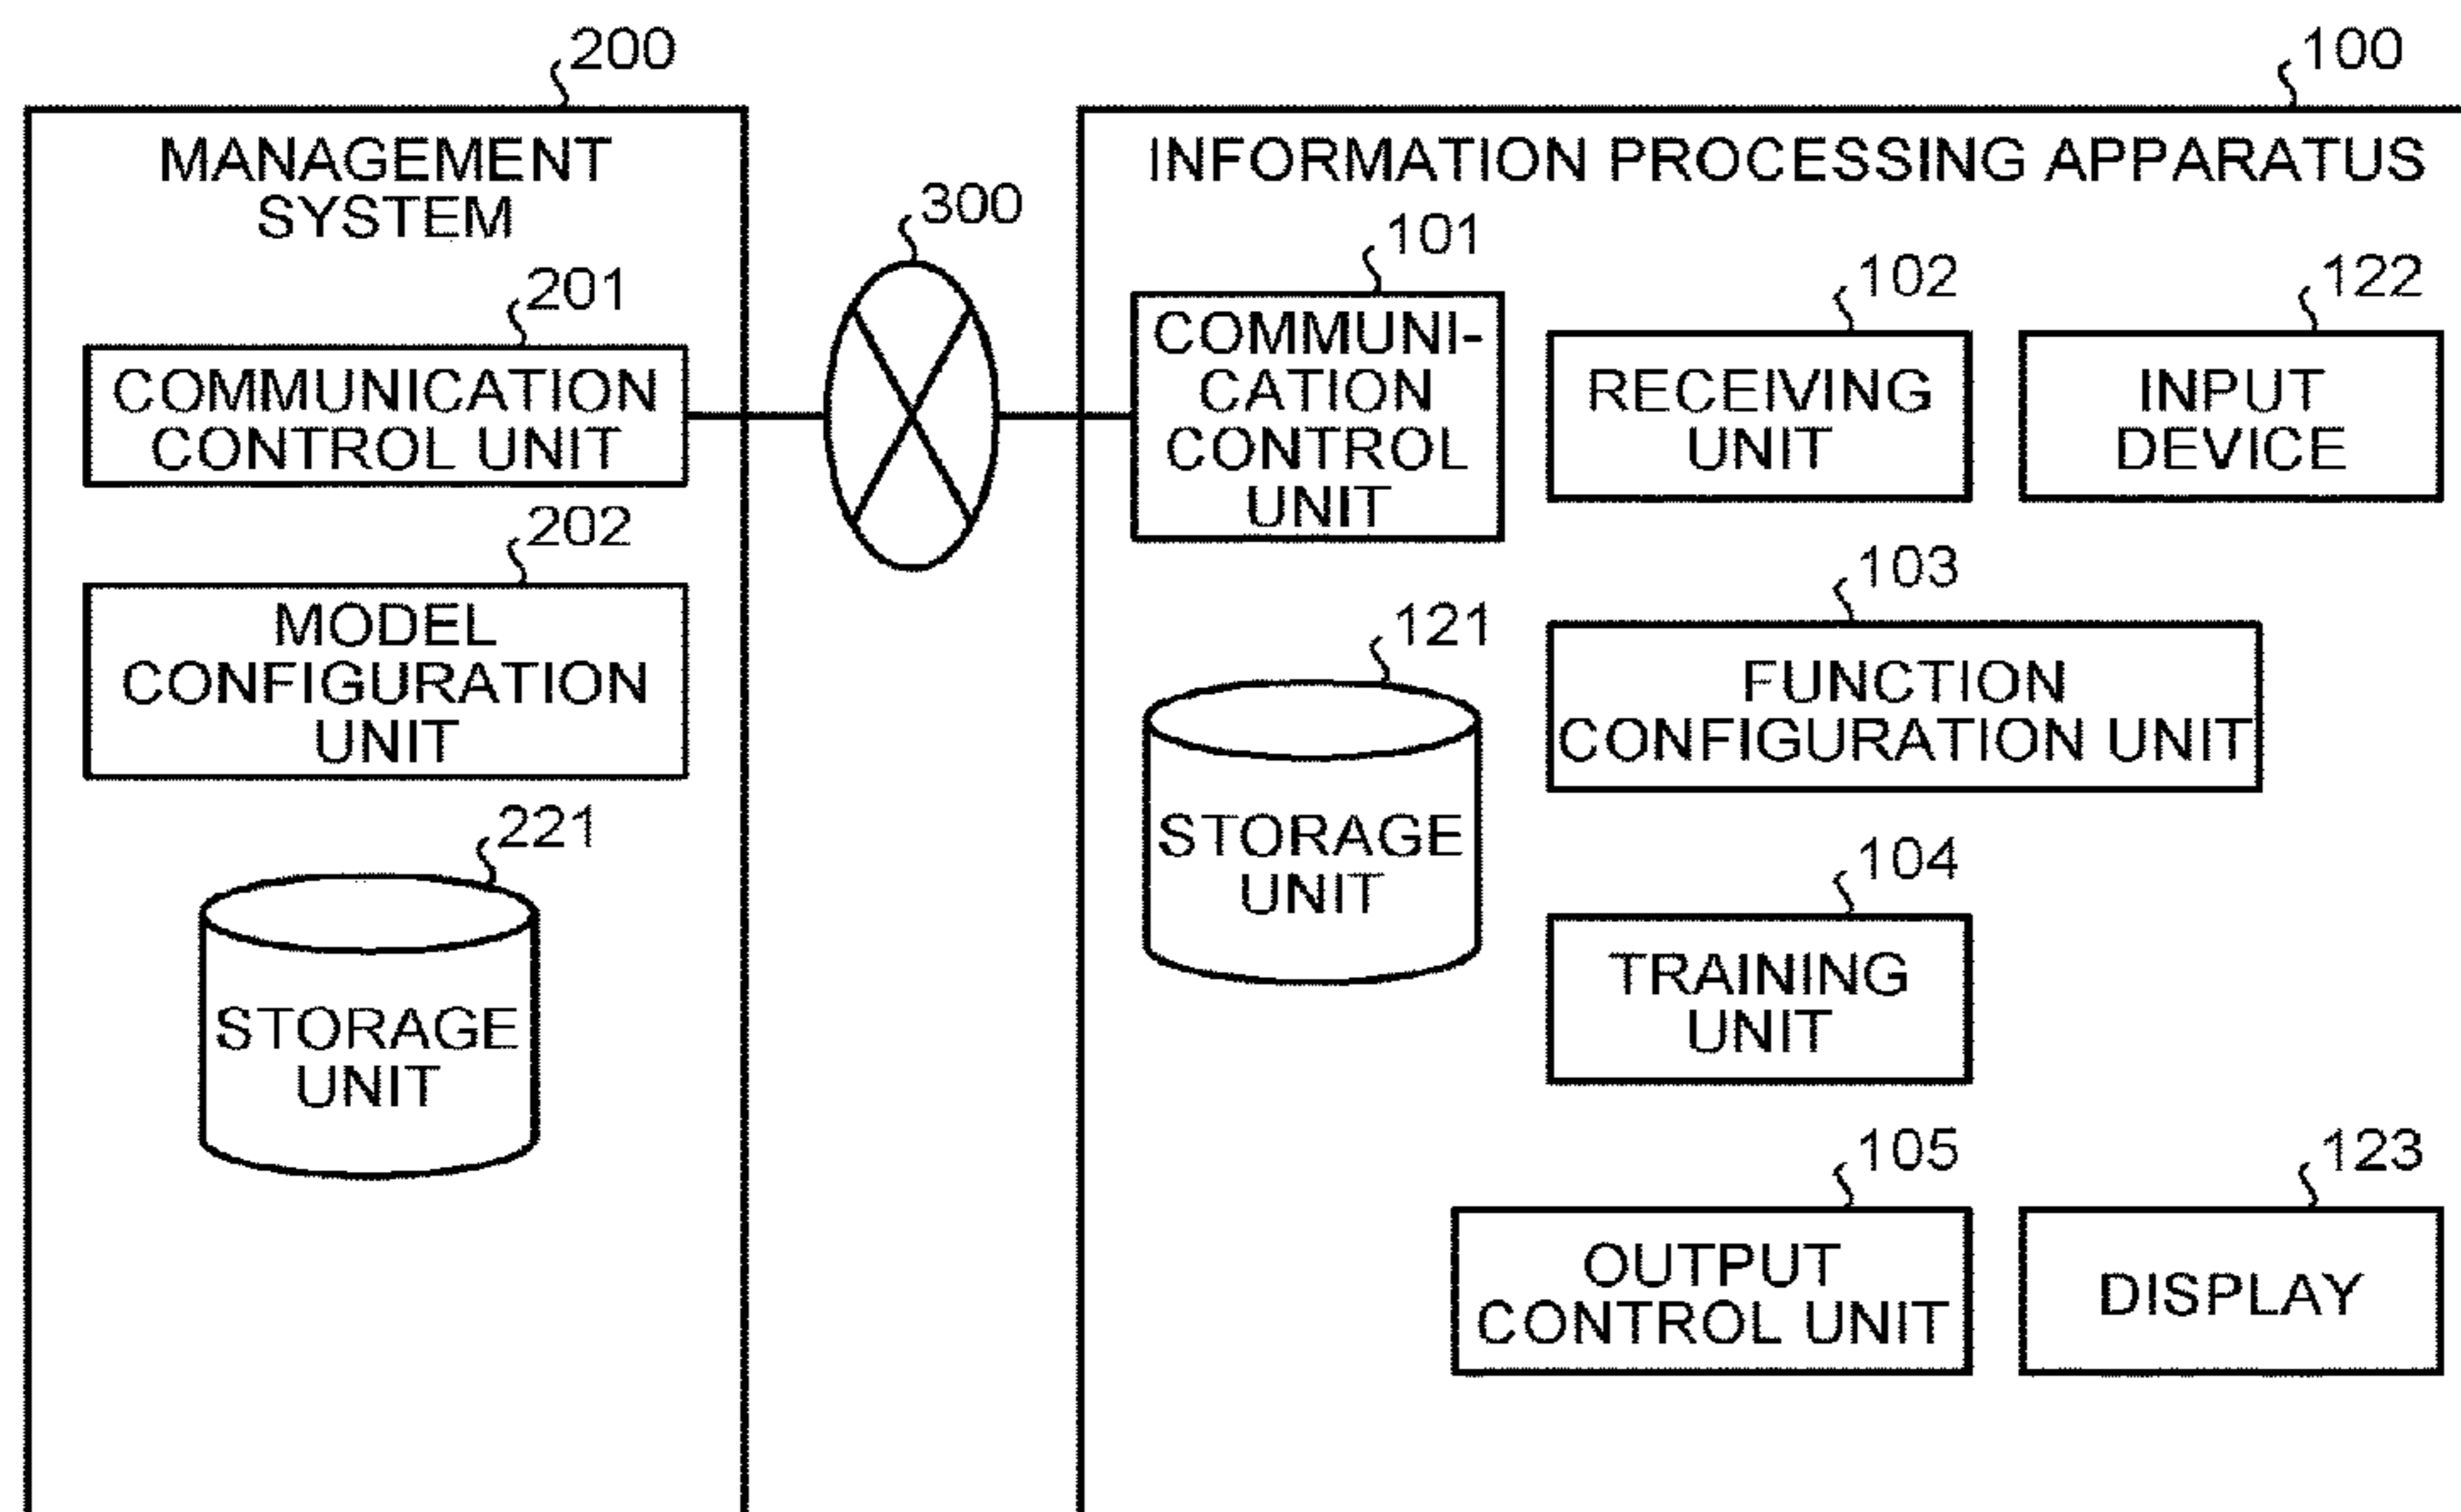 200
MANAGEMENT
SYSTEM
201
COMMUNICATION
CONTROL UNIT
202
MODEL
CONFIGURATION
UNIT
221
STORAGE
UNIT
300
100
INFORMATION PROCESSING APPARATUS
101
COMMUNI-
CATION
CONTROL
UNIT
102
RECEIVING
UNIT
122
INPUT
DEVICE
121
STORAGE
UNIT
103
FUNCTION
CONFIGURATION UNIT
104
TRAINING
UNIT
105
OUTPUT
CONTROL UNIT
123
DISPLAY